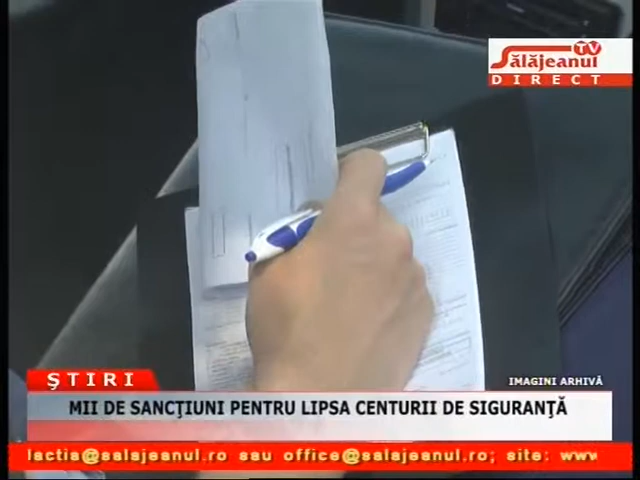 TV
Sălăjeanul
DIRECT
ŞTIRI
IMAGINI ARHIVĂ
MII DE SANCŢIUNI PENTRU LIPSA CENTURII DE SIGURANŢĂ
lactia@salajeanul.ro sau office@salajeanul.ro; site: www